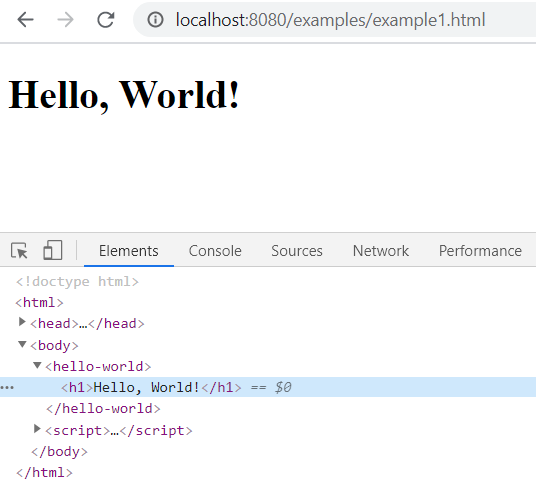 localhost:8080/examples/example1.html
Hello, World!
Elements Console Sources Network Performance
<!doctype html>
<html>
<head>…</head>
<body>
<hello-world>
<h1>Hello, World!</h1> == $0
</hello-world>
<script>…</script>
</body>
</html>